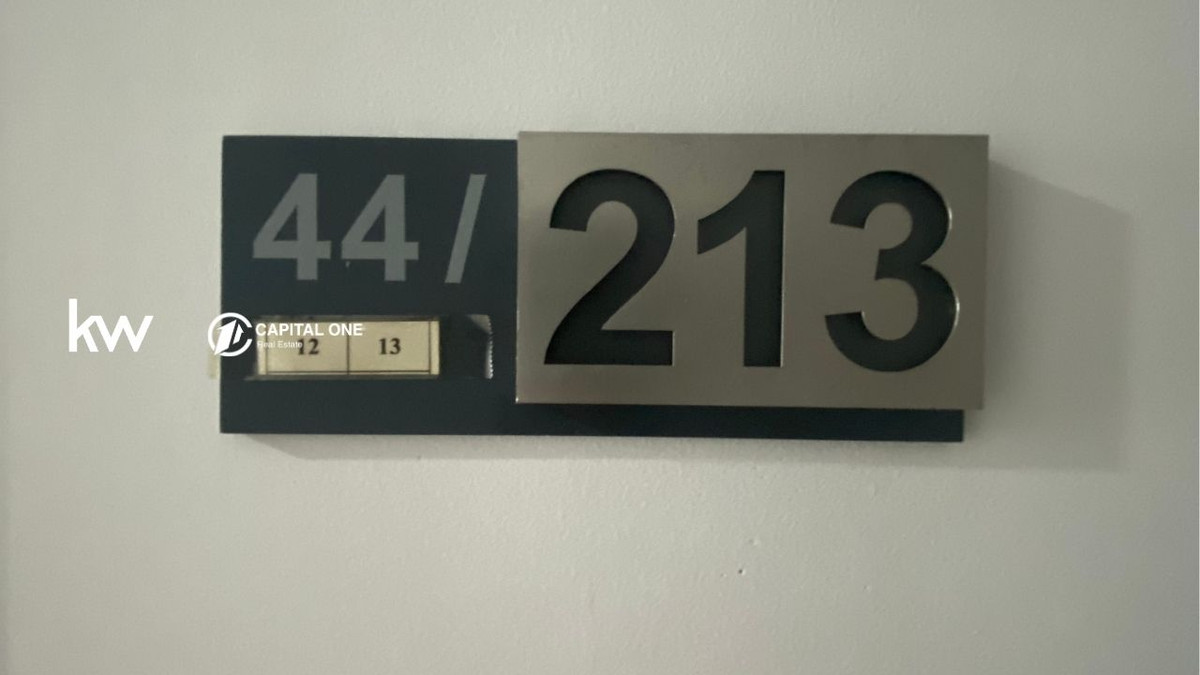 44/ 213
kw
CAPITAL ONE
Real Estate
12 13